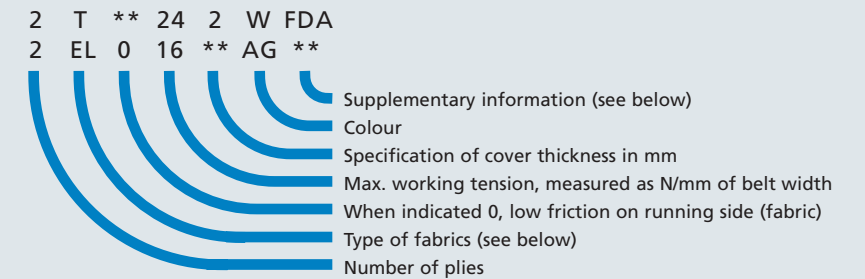 2 T ** 24 2 W FDA
2 EL 0 16 ** AG **
Supplementary information (see below)
Colour
Specification of cover thickness in mm
Max. working tension, measured as N/mm of belt width
When indicated 0, low friction on running side (fabric)
Type of fabrics (see below)
Number of plies